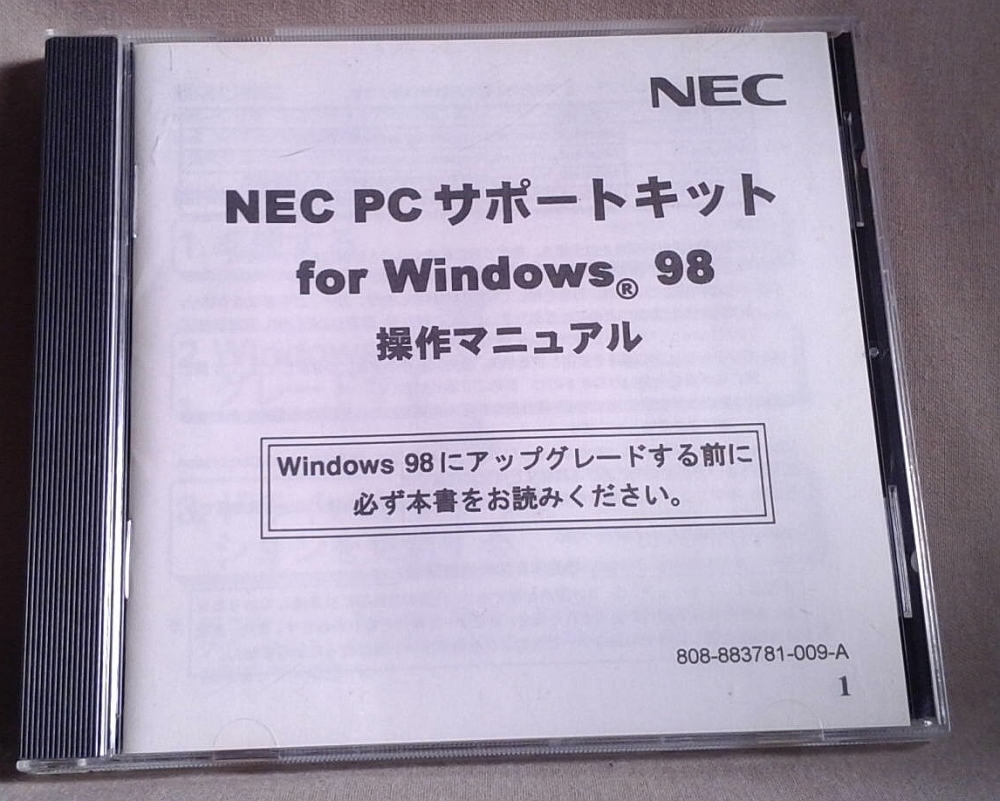 NEC
NEC PC サポートキット
for Windows® 98
操作マニュアル
Windows 98にアップグレードする前に
必ず本書をお読みください。
808-883781-009-A
1